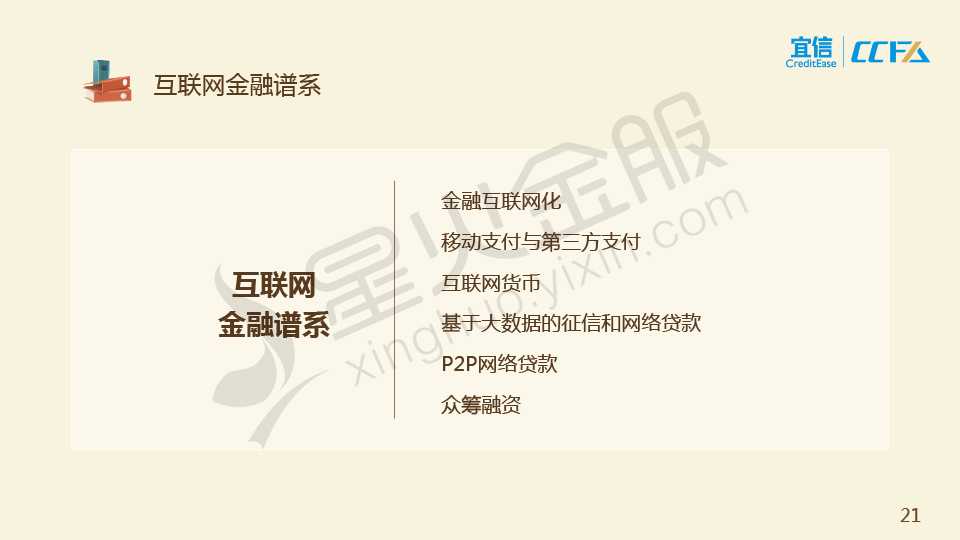 宜信
CreditEase
CCFA
互联网金融谱系
互联网
金融谱系
金融互联网化
移动支付与第三方支付
互联网货币
基于大数据的征信和网络贷款
P2P网络贷款
众筹融资
星火金服
xinghuo.yixin.com
21